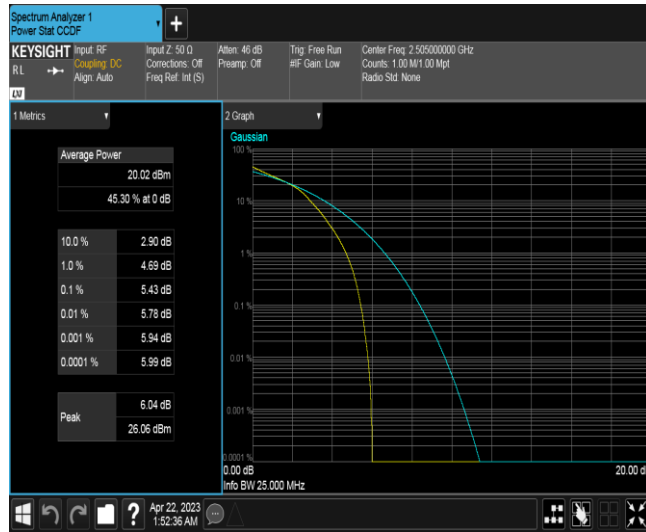 Spectrum Analyzer 1
Power Stat CCDF
+
KEYSIGHT
RL
LXI
Input: RF
Coupling: DC
Align: Auto
Input Z: 50 Ω
Corrections: Off
Freq Ref: Int (S)
Atten: 46 dB
Preamp: Off
Trig: Free Run
#IF Gain: Low
Center Freq: 2.505000000 GHz
Counts: 1.00 M/1.00 Mpt
Radio Std: None
1 Metrics
Average Power
20.02 dBm
45.30 % at 0 dB
10.0 % 2.90 dB
1.0 % 4.69 dB
0.1 % 5.43 dB
0.01 % 5.78 dB
0.001 % 5.94 dB
0.0001 % 5.99 dB
Peak
6.04 dB
26.06 dBm
2 Graph
Gaussian
100 %
10 %
1 %
0.1 %
0.01 %
0.001 %
0.0001 %
0.00 dB
20.00 d
Info BW 25.000 MHz
?
Apr 22, 2023
1:52:36 AM